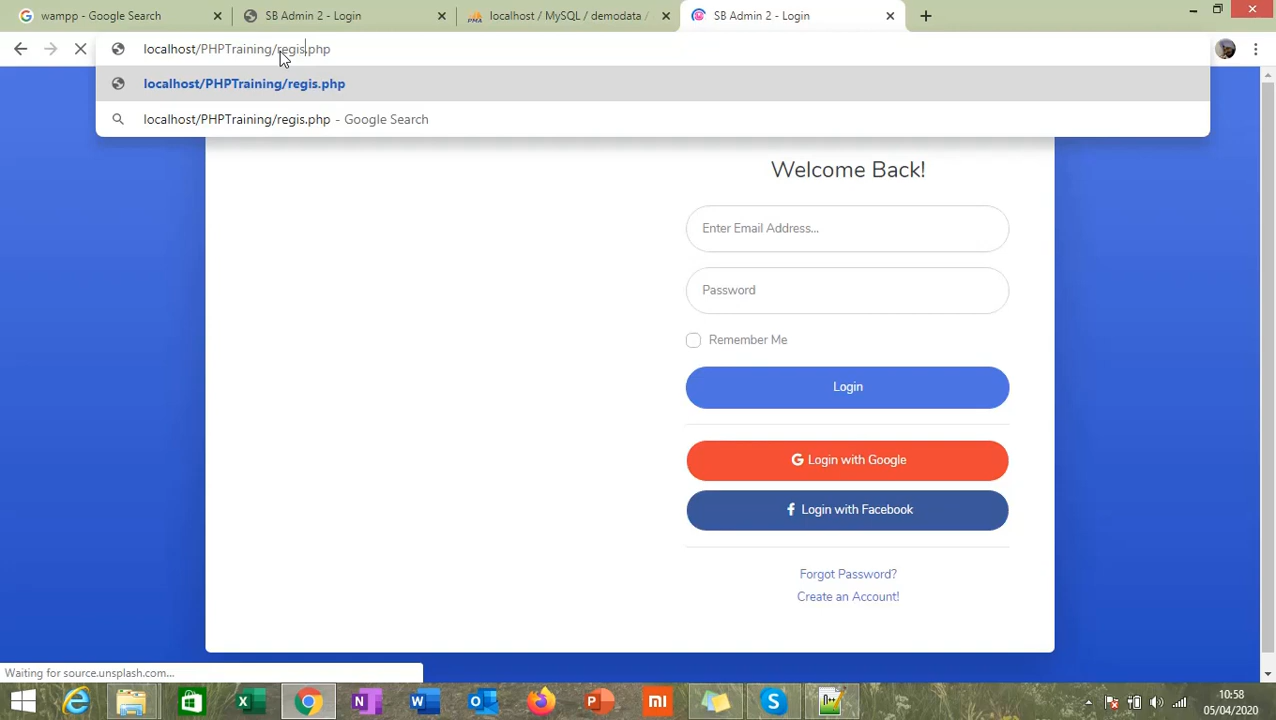 wampp - Google Search
SB Admin 2 - Login
localhost / MySQL / demodata /
SB Admin 2 - Login
localhost/PHPTraining/regis.php
localhost/PHPTraining/regis.php
localhost/PHPTraining/regis.php - Google Search
Welcome Back!
Enter Email Address...
Password
Remember Me
Login
G Login with Google
f Login with Facebook
Forgot Password?
Create an Account!
Waiting for source.unsplash.com...
10:58
05/04/2020